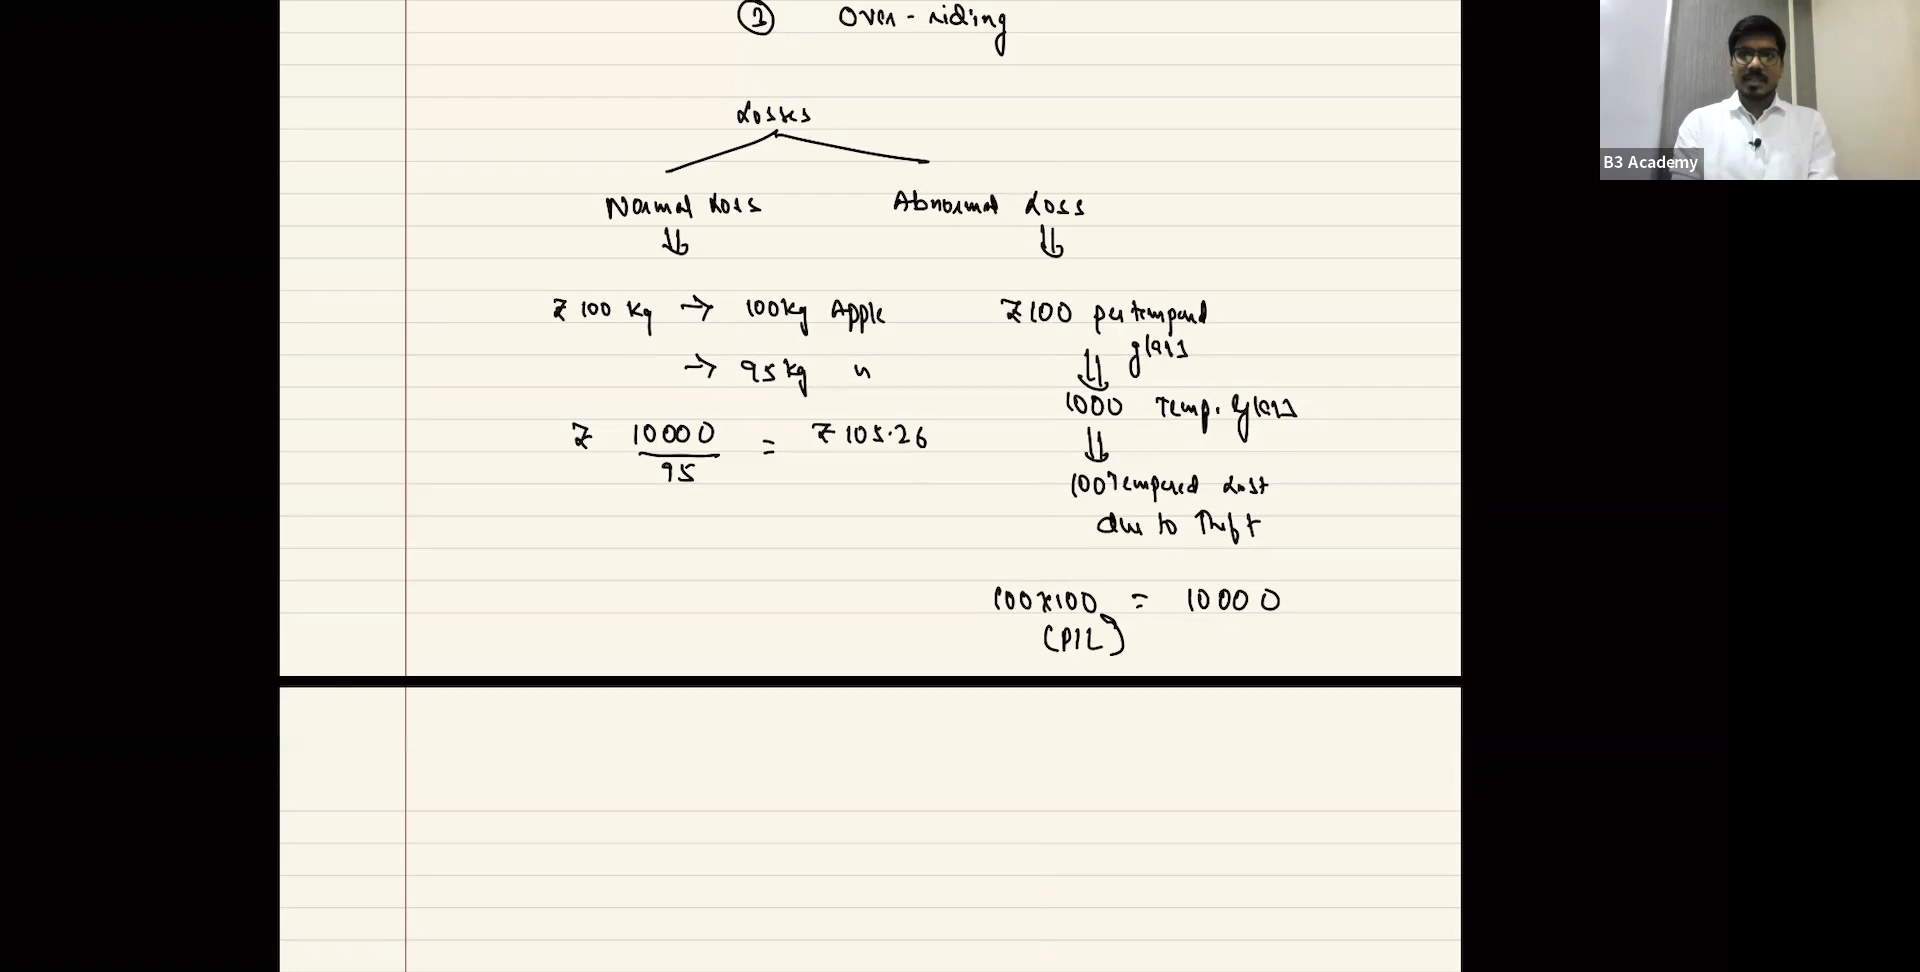 ② Over-riding
B3 Academy
Losses
Normal Loss Abnormal Loss
₹ 100 kg → 100kg Apple
→ 95kg "
₹ 10000 / 95 = ₹ 105.26
₹100 per tempered
glass
1000 Temp. glass
100 Tempered Lost
due to Theft
100x100 = 10000
(P/L)